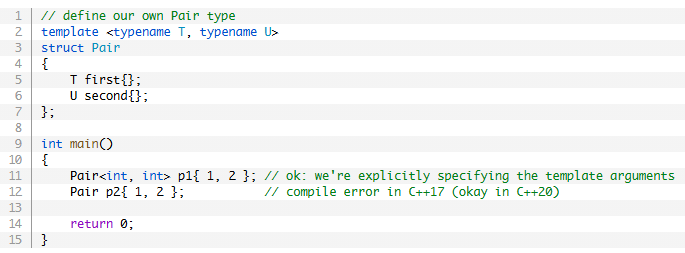 1 // define our own Pair type
2 template <typename T, typename U>
3 struct Pair
4 {
5     T first{};
6     U second{};
7 };
8
9 int main()
10 {
11     Pair<int, int> p1{ 1, 2 }; // ok: we're explicitly specifying the template arguments
12     Pair p2{ 1, 2 };           // compile error in C++17 (okay in C++20)
13
14     return 0;
15 }